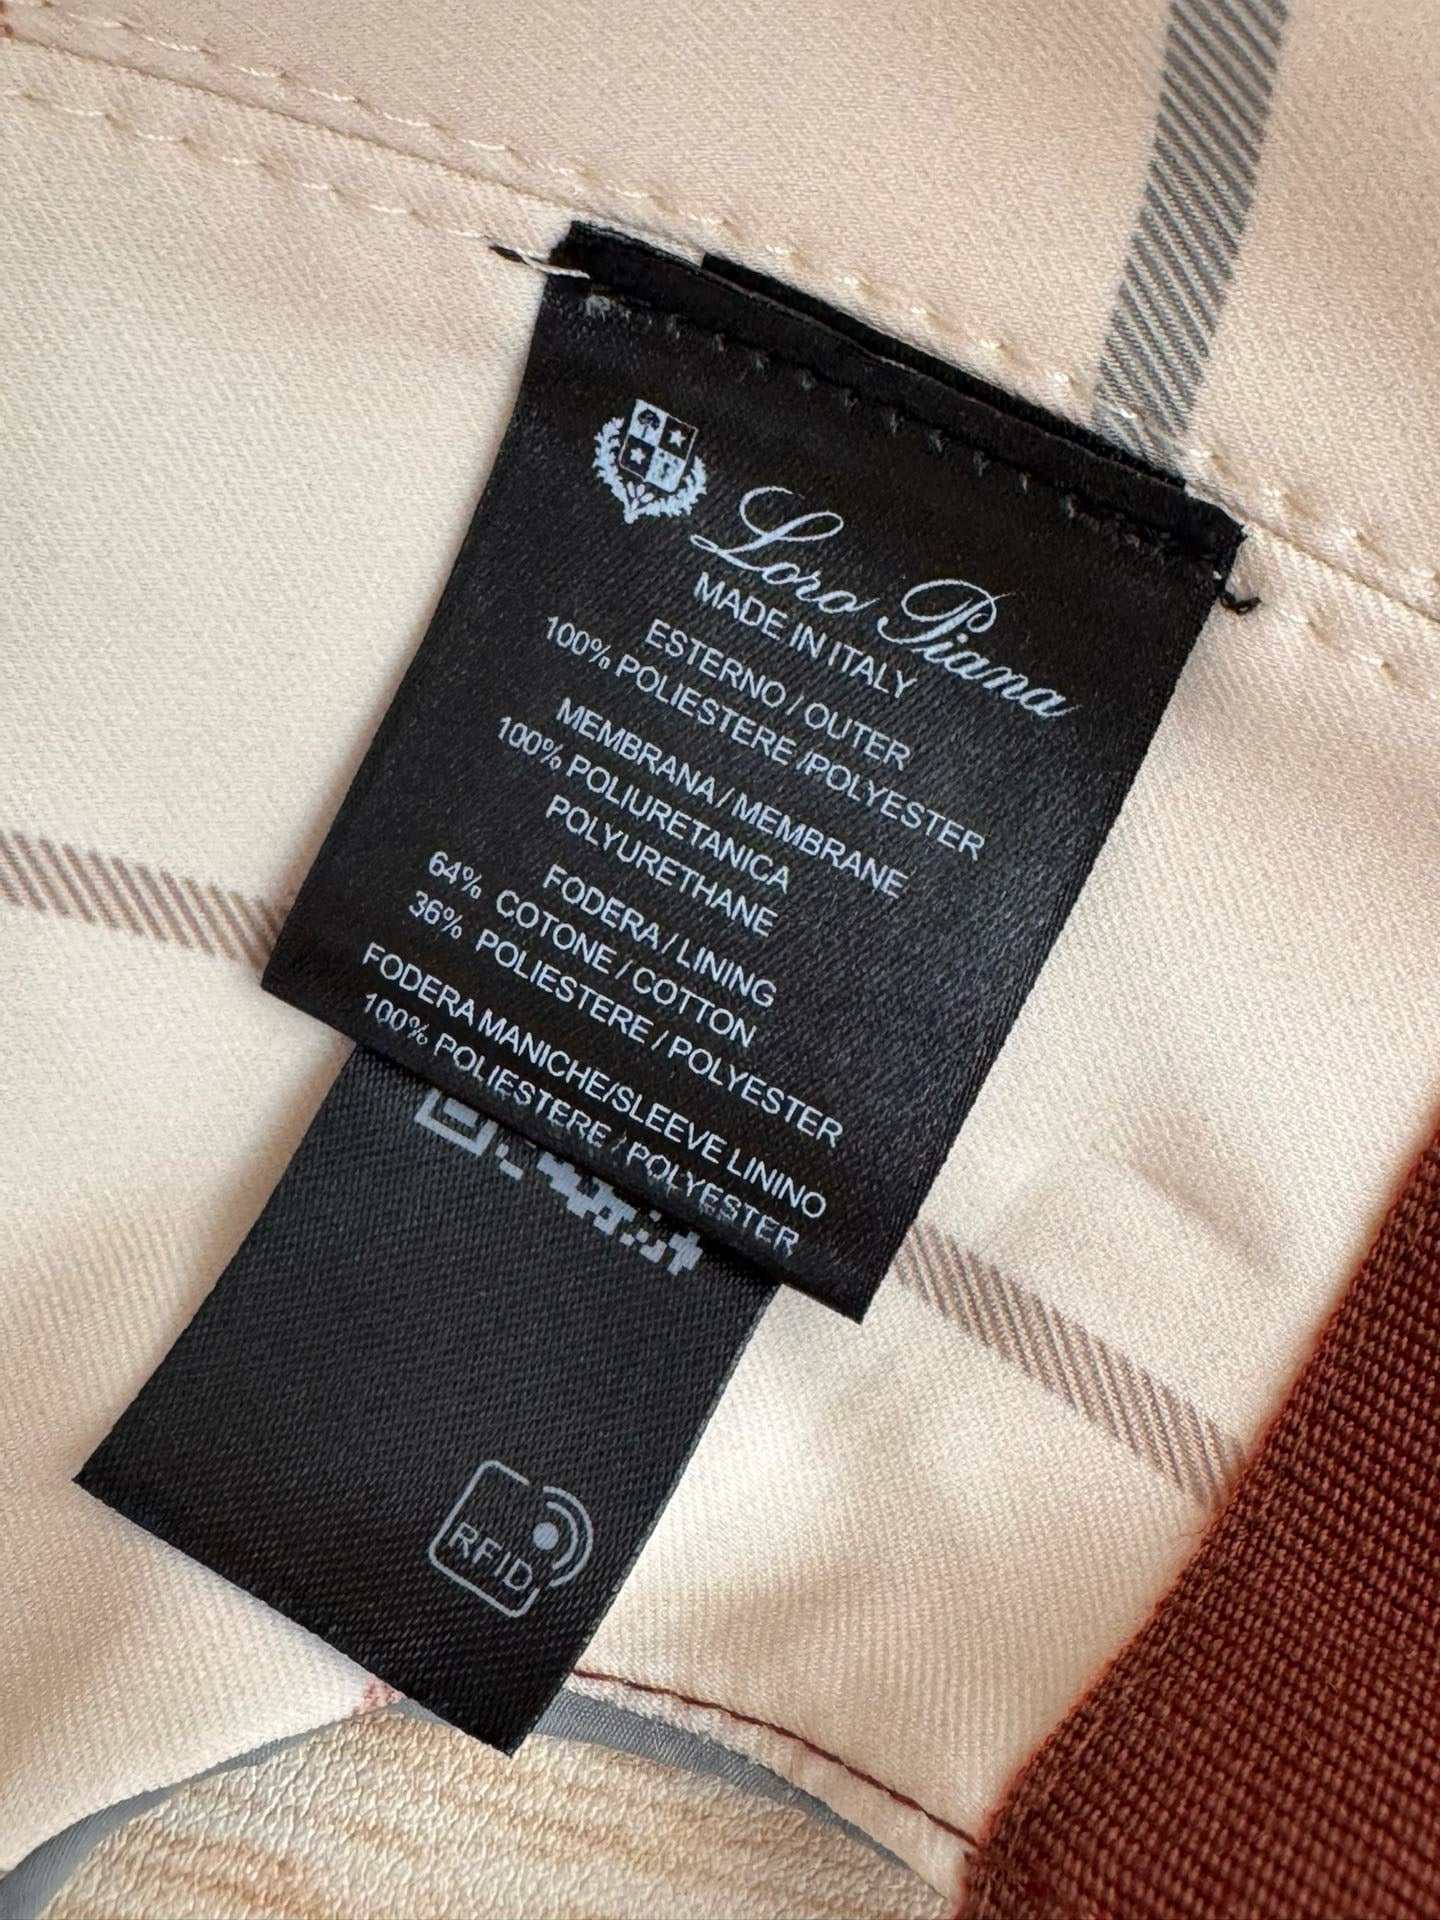 Loro Piana
MADE IN ITALY
ESTERNO / OUTER
100% POLIESTERE /POLYESTER
MEMBRANA / MEMBRANE
100% POLIURETANICA
POLYURETHANE
FODERA / LINING
64% COTONE / COTTON
36% POLIESTERE / POLYESTER
FODERA MANICHE/SLEEVE LININO
100% POLIESTERE / POLYESTER
RFID